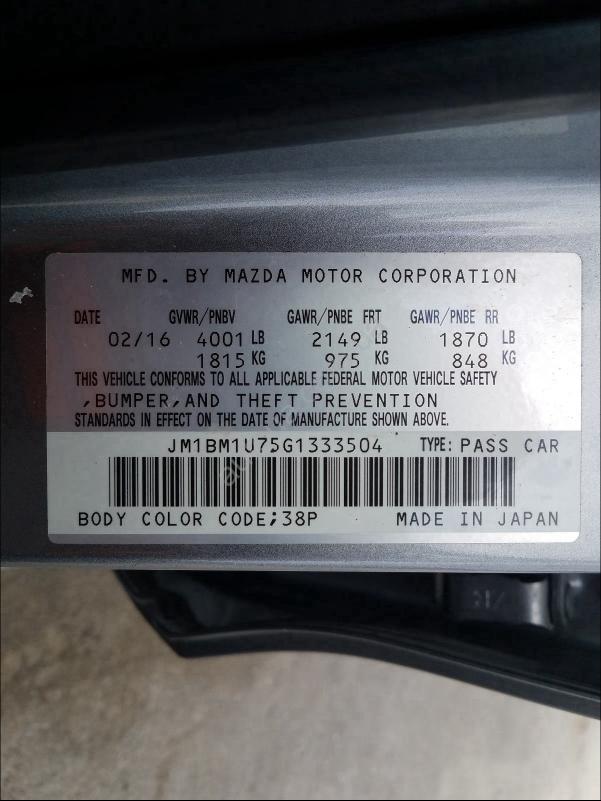 MFD. BY MAZDA MOTOR CORPORATION
DATE GVWR/PNBV GAWR/PNBE FRT GAWR/PNBE RR
02/16 4001 LB 2149 LB 1870 LB
1815 KG 975 KG 848 KG
THIS VEHICLE CONFORMS TO ALL APPLICABLE FEDERAL MOTOR VEHICLE SAFETY
,BUMPER,AND THEFT PREVENTION
STANDARDS IN EFFECT ON THE DATE OF MANUFACTURE SHOWN ABOVE.
JM1BM1U75G1333504 TYPE: PASS CAR
BODY COLOR CODE;38P MADE IN JAPAN